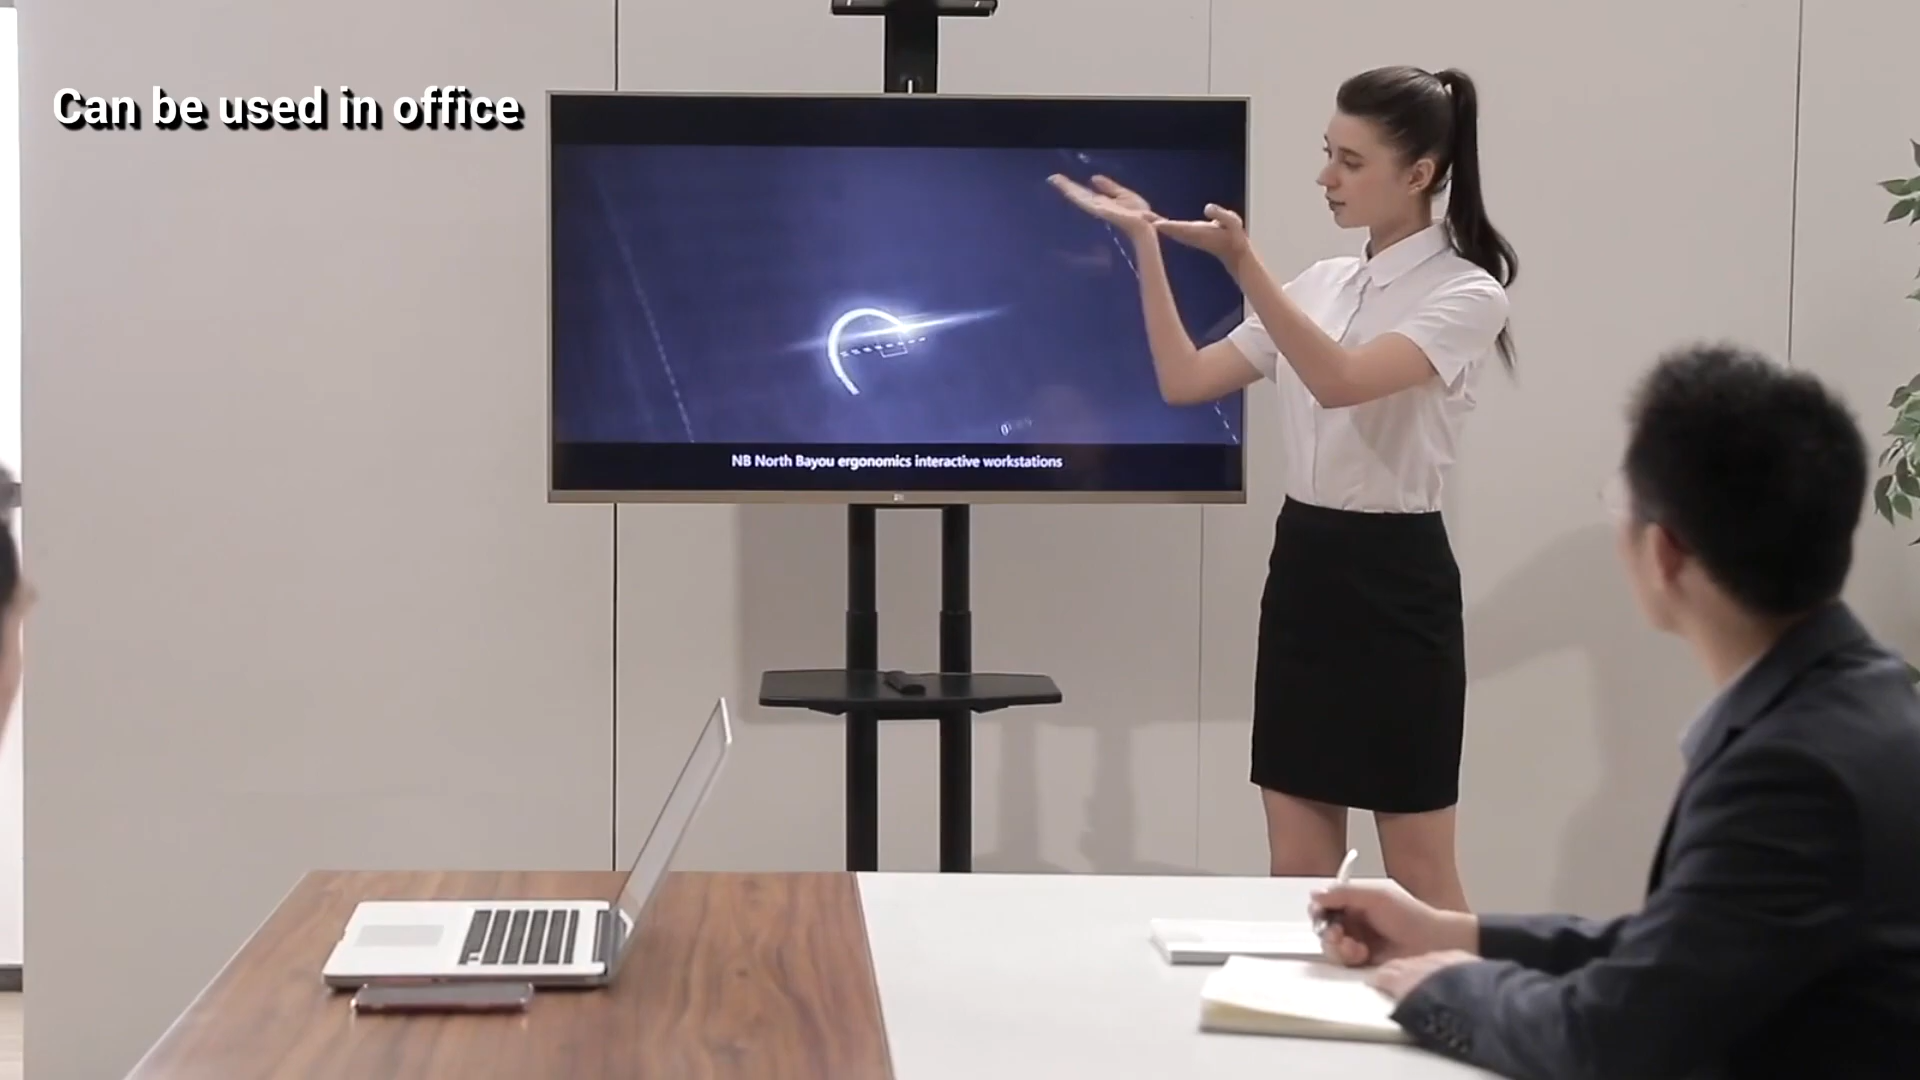 Can be used in office
NB North Bayou ergonomics interactive workstations